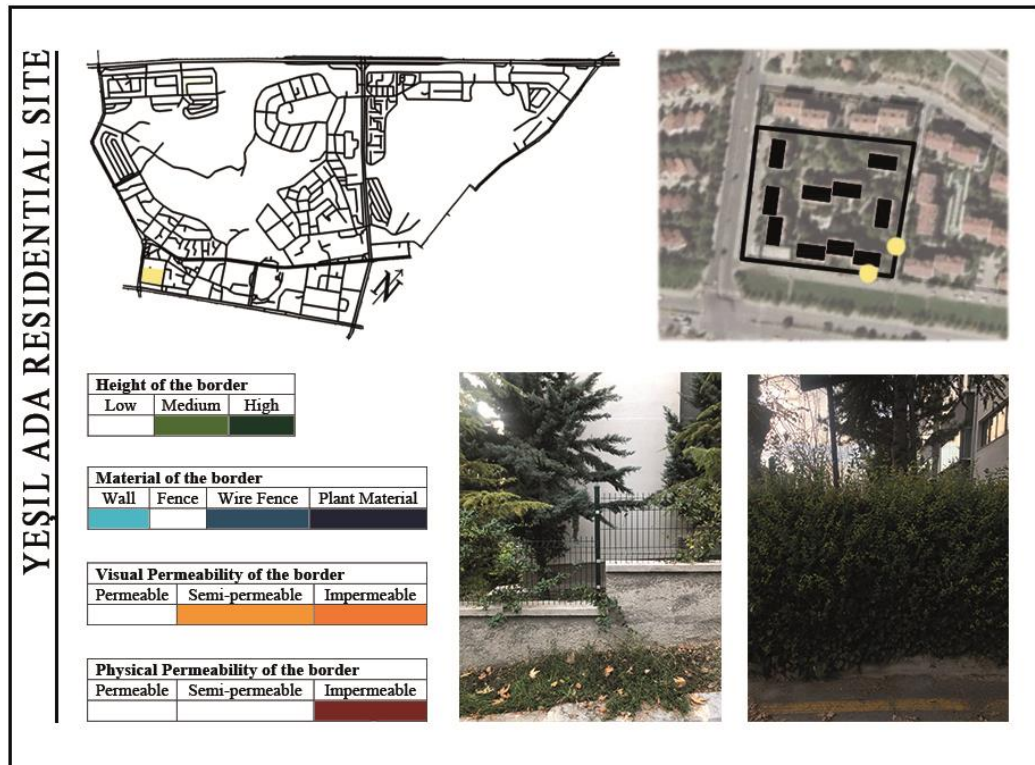 YEŞIL ADA RESIDENTIAL SITE
N
Height of the border
Low Medium High
Material of the border
Wall Fence Wire Fence Plant Material
Visual Permeability of the border
Permeable Semi-permeable Impermeable
Physical Permeability of the border
Permeable Semi-permeable Impermeable